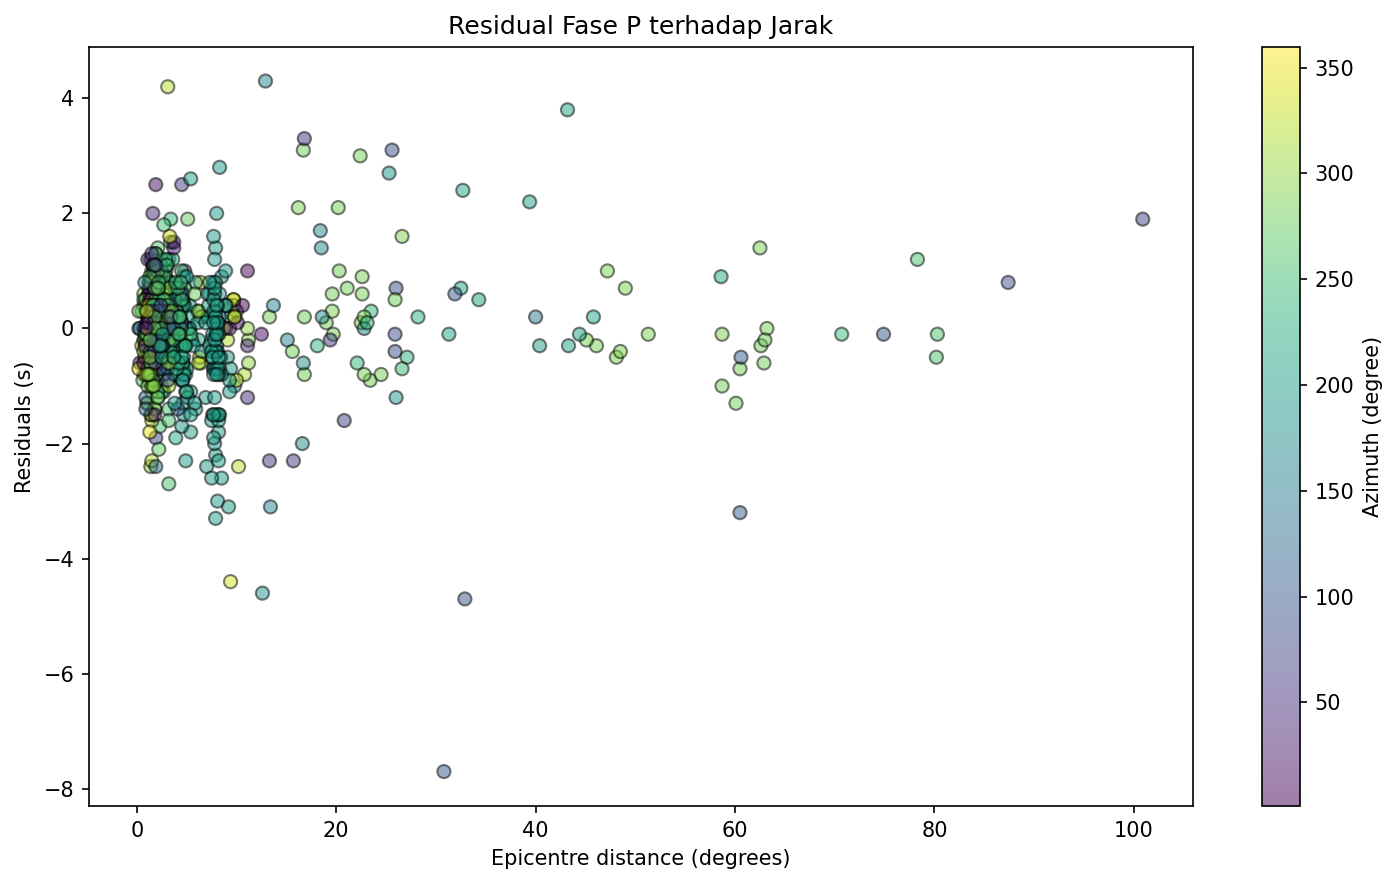 Residual Fase P terhadap Jarak
Residuals (s)
4
2
0
−2
−4
−6
−8
0 20 40 60 80 100
Epicentre distance (degrees)
350
300
250
200
150
100
50
Azimuth (degree)